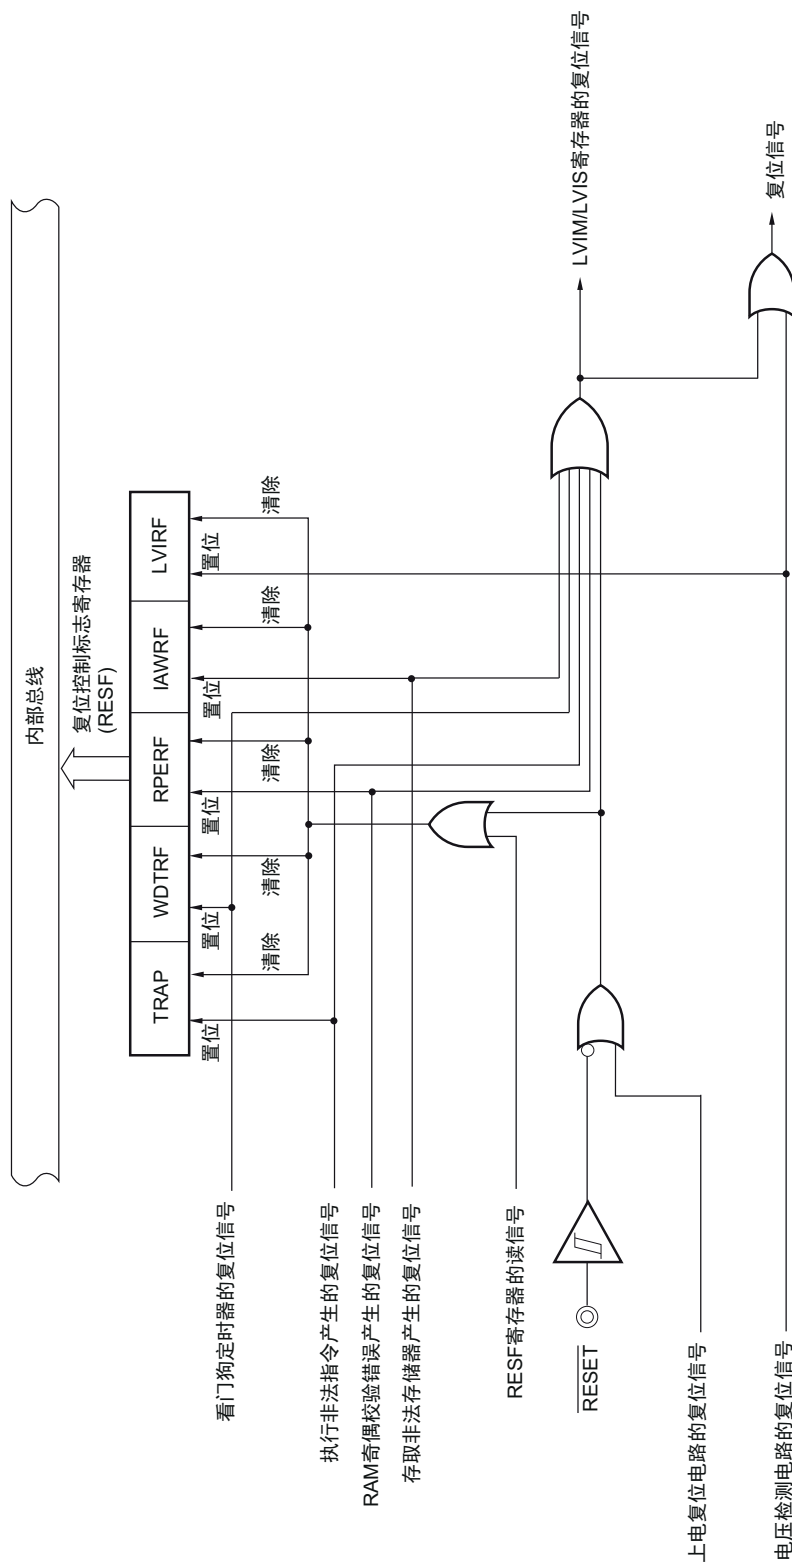 内部总线
复位控制标志寄存器
(RESF)
TRAP
WDTRF
RPERF
IAWRF
LVIRF
置位
清除
置位
清除
置位
清除
置位
清除
置位
清除
看门狗定时器的复位信号
执行非法指令产生的复位信号
RAM奇偶校验错误产生的复位信号
存取非法存储器产生的复位信号
RESF寄存器的读信号
RESET
上电复位电路的复位信号
电压检测电路的复位信号
LVIM/LVIS寄存器的复位信号
复位信号